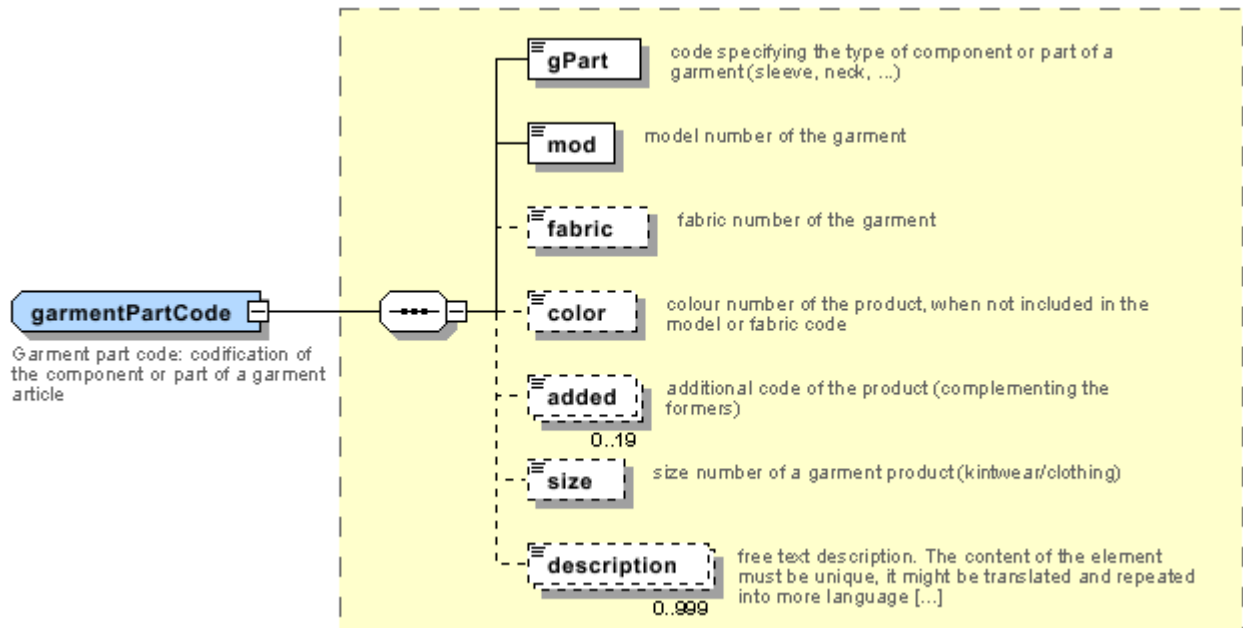 gPart
code specifying the type of component or part of a
garment (sleeve, neck, ...)
mod
model number of the garment
fabric
fabric number of the garment
garmentPartCode
Garment part code: codification of
the component or part of a garment
article
color
colour number of the product, when not included in the
model or fabric code
added
0..19
additional code of the product (complementing the
formers)
size
size number of a garment product (kintwear/clothing)
description
0..999
free text description. The content of the element
must be unique, it might be translated and repeated
into more language [...]